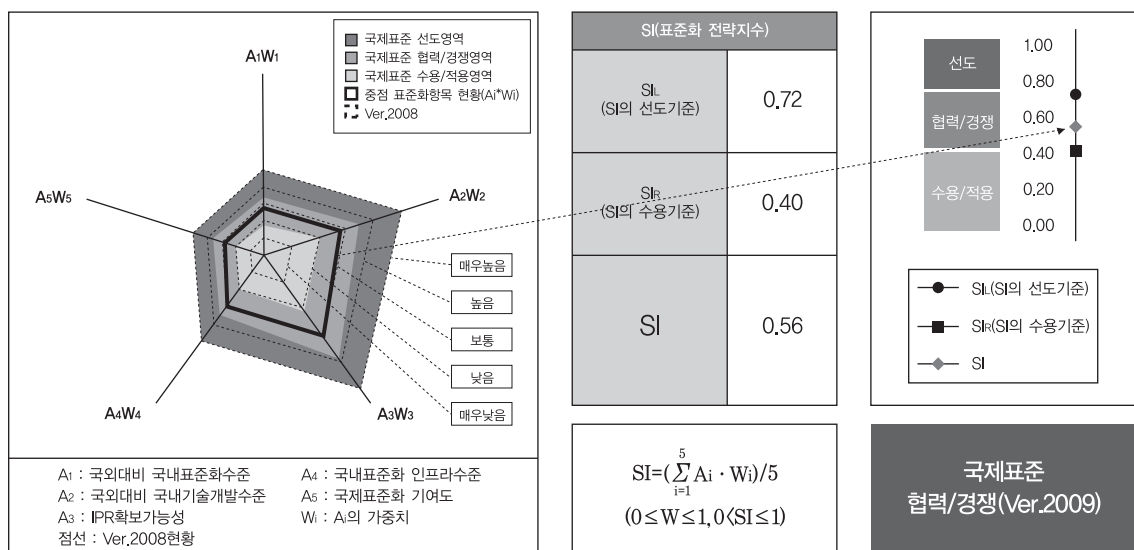 국제표준 선도영역
국제표준 협력/경쟁영역
국제표준 수용/적용영역
중점 표준화항목 현황(Ai*Wi)
Ver.2008
A1W1
A2W2
A3W3
A4W4
A5W5
매우높음
높음
보통
낮음
매우낮음
A1 : 국외대비 국내표준화수준
A2 : 국외대비 국내기술개발수준
A3 : IPR확보가능성
점선 : Ver.2008현황
A4 : 국내표준화 인프라수준
A5 : 국제표준화 기여도
Wi : Ai의 가중치
SI(표준화 전략지수)
SIL
(SI의 선도기준)
0.72
SIR
(SI의 수용기준)
0.40
SI
0.56
SI=(∑Ai · Wi)/5
5
i=1
(0≤W≤1, 0<SI≤1)
선도
협력/경쟁
수용/적용
1.00
0.80
0.60
0.40
0.20
0.00
SIL(SI의 선도기준)
SIR(SI의 수용기준)
SI
국제표준
협력/경쟁(Ver.2009)